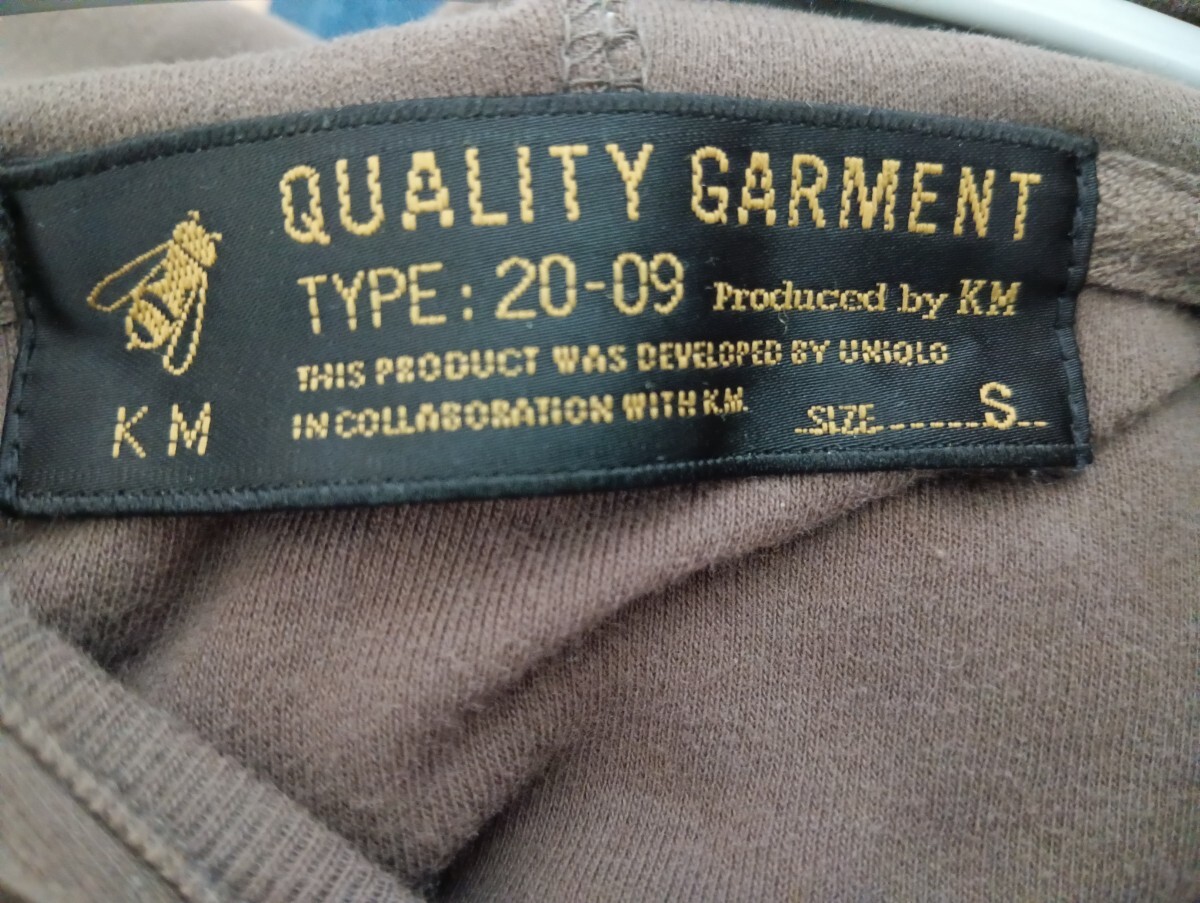 QUALITY GARMENT
TYPE: 20-09 Produced by KM
THIS PRODUCT WAS DEVELOPED BY UNIQLO
IN COLLABORATION WITH K.M.
SIZE S
KM